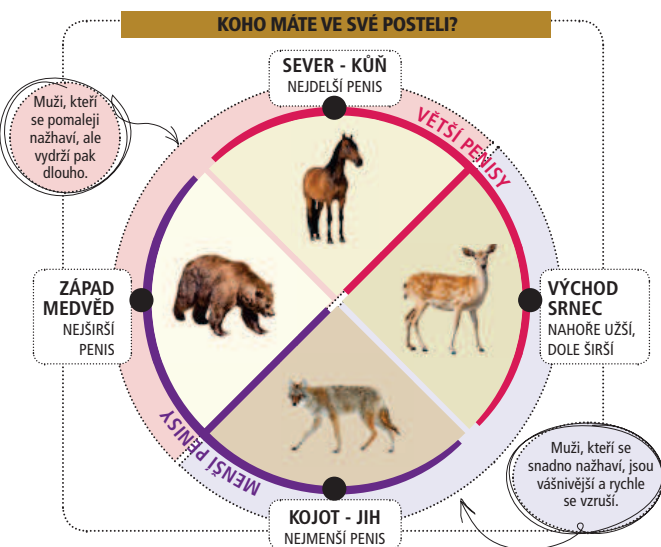 KOHO MÁTE VE SVÉ POSTELI?
SEVER - KŮŇ
NEJDELŠÍ PENIS
Muži, kteří
se pomaleji
nažhaví, ale
vydrží pak
dlouho.
VĚTŠÍ PENISY
ZÁPAD
MEDVĚD
NEJŠIRŠÍ
PENIS
VÝCHOD
SRNEC
NAHOŘE UŽŠÍ,
DOLE ŠIRŠÍ
MENŠÍ PENISY
Muži, kteří se
snadno nažhaví, jsou
vášnivější a rychle
se vzruší.
KOJOT - JIH
NEJMENŠÍ PENIS